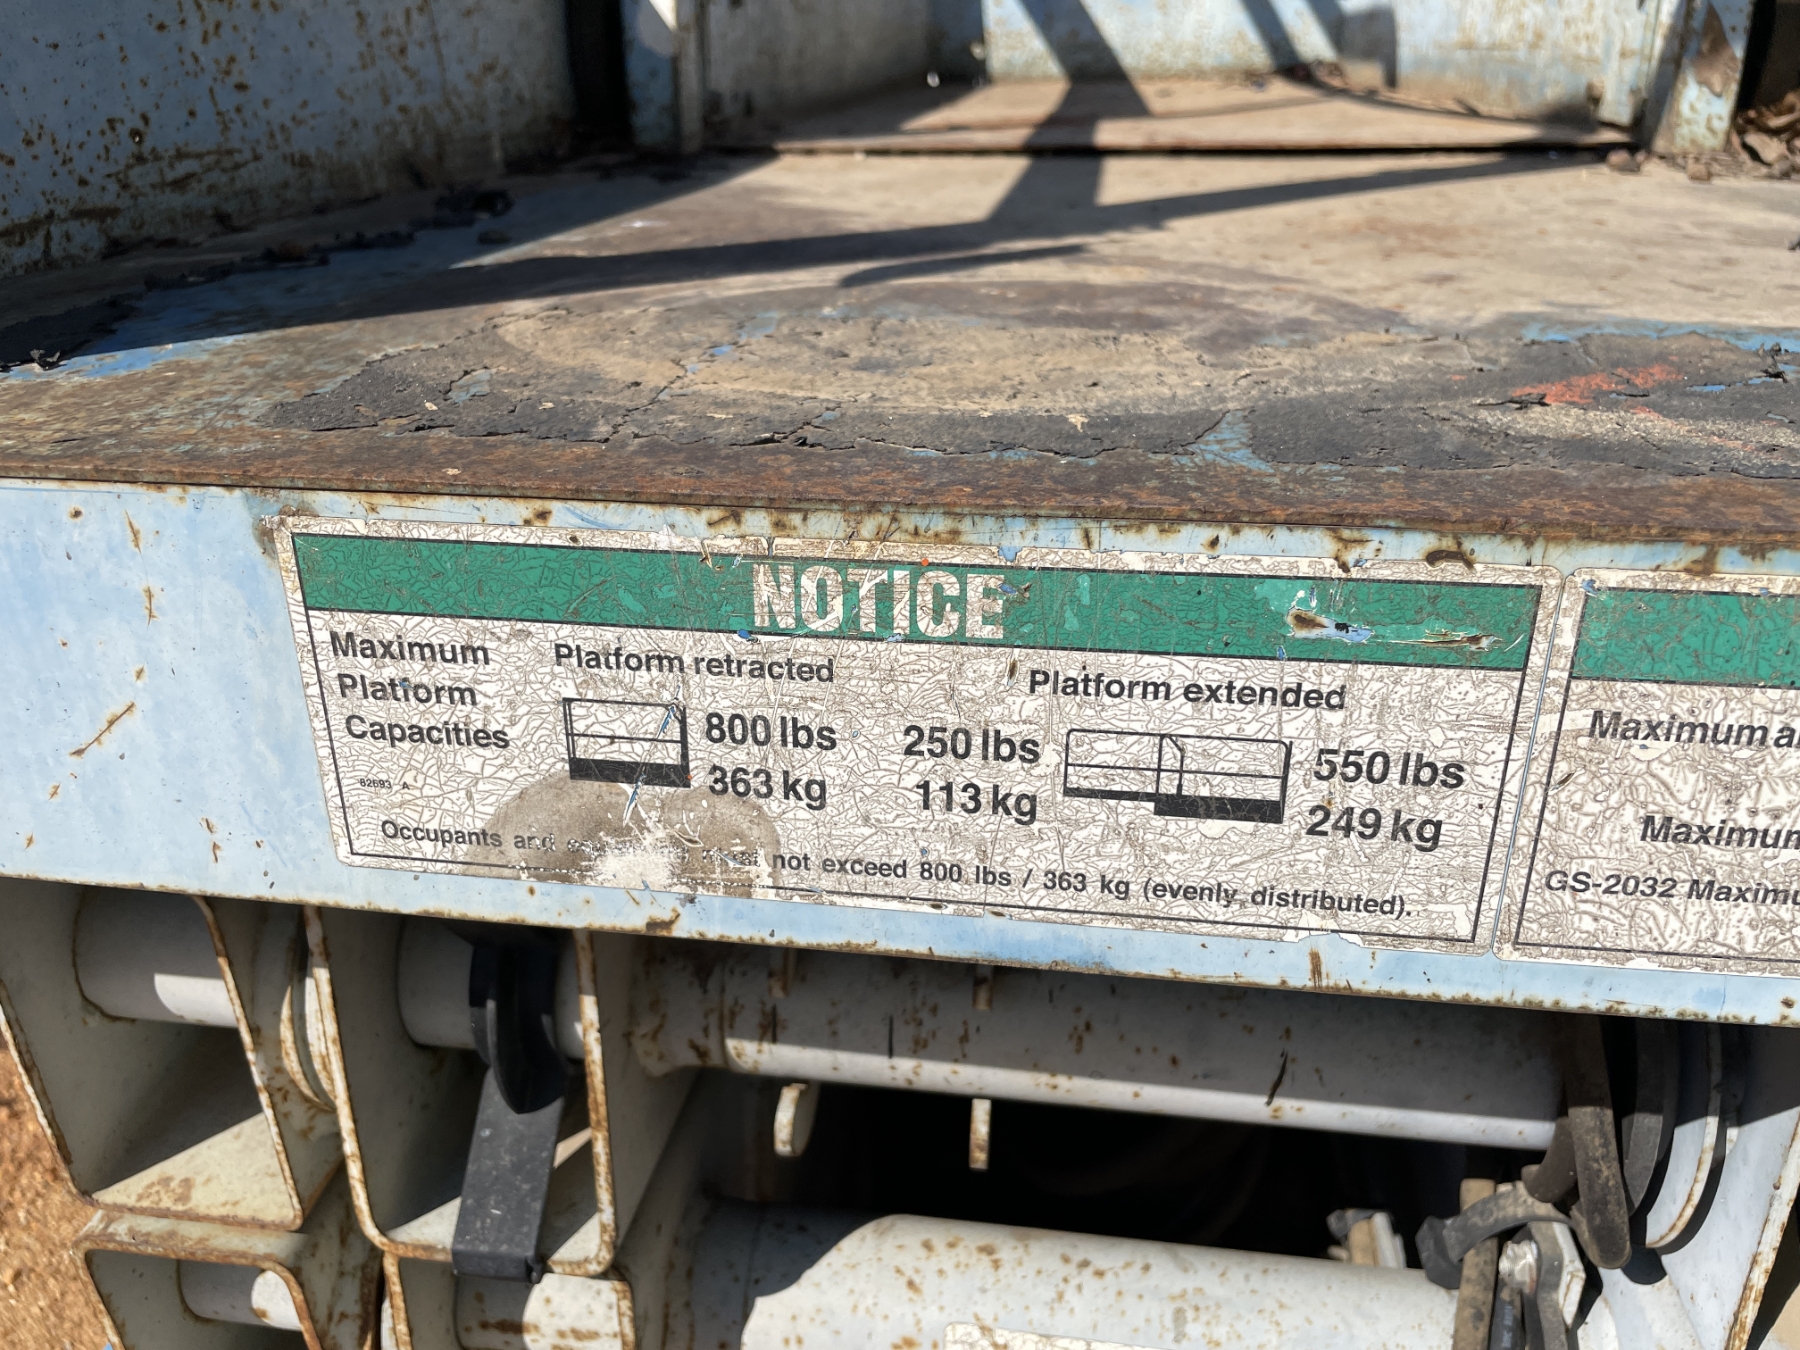 NOTICE
Maximum
Platform
Capacities
82693 A
Platform retracted
800 lbs
363 kg
Platform extended
250 lbs
113 kg
550 lbs
249 kg
Occupants and must not exceed 800 lbs / 363 kg (evenly distributed).
Maximum
Maximum
GS-2032